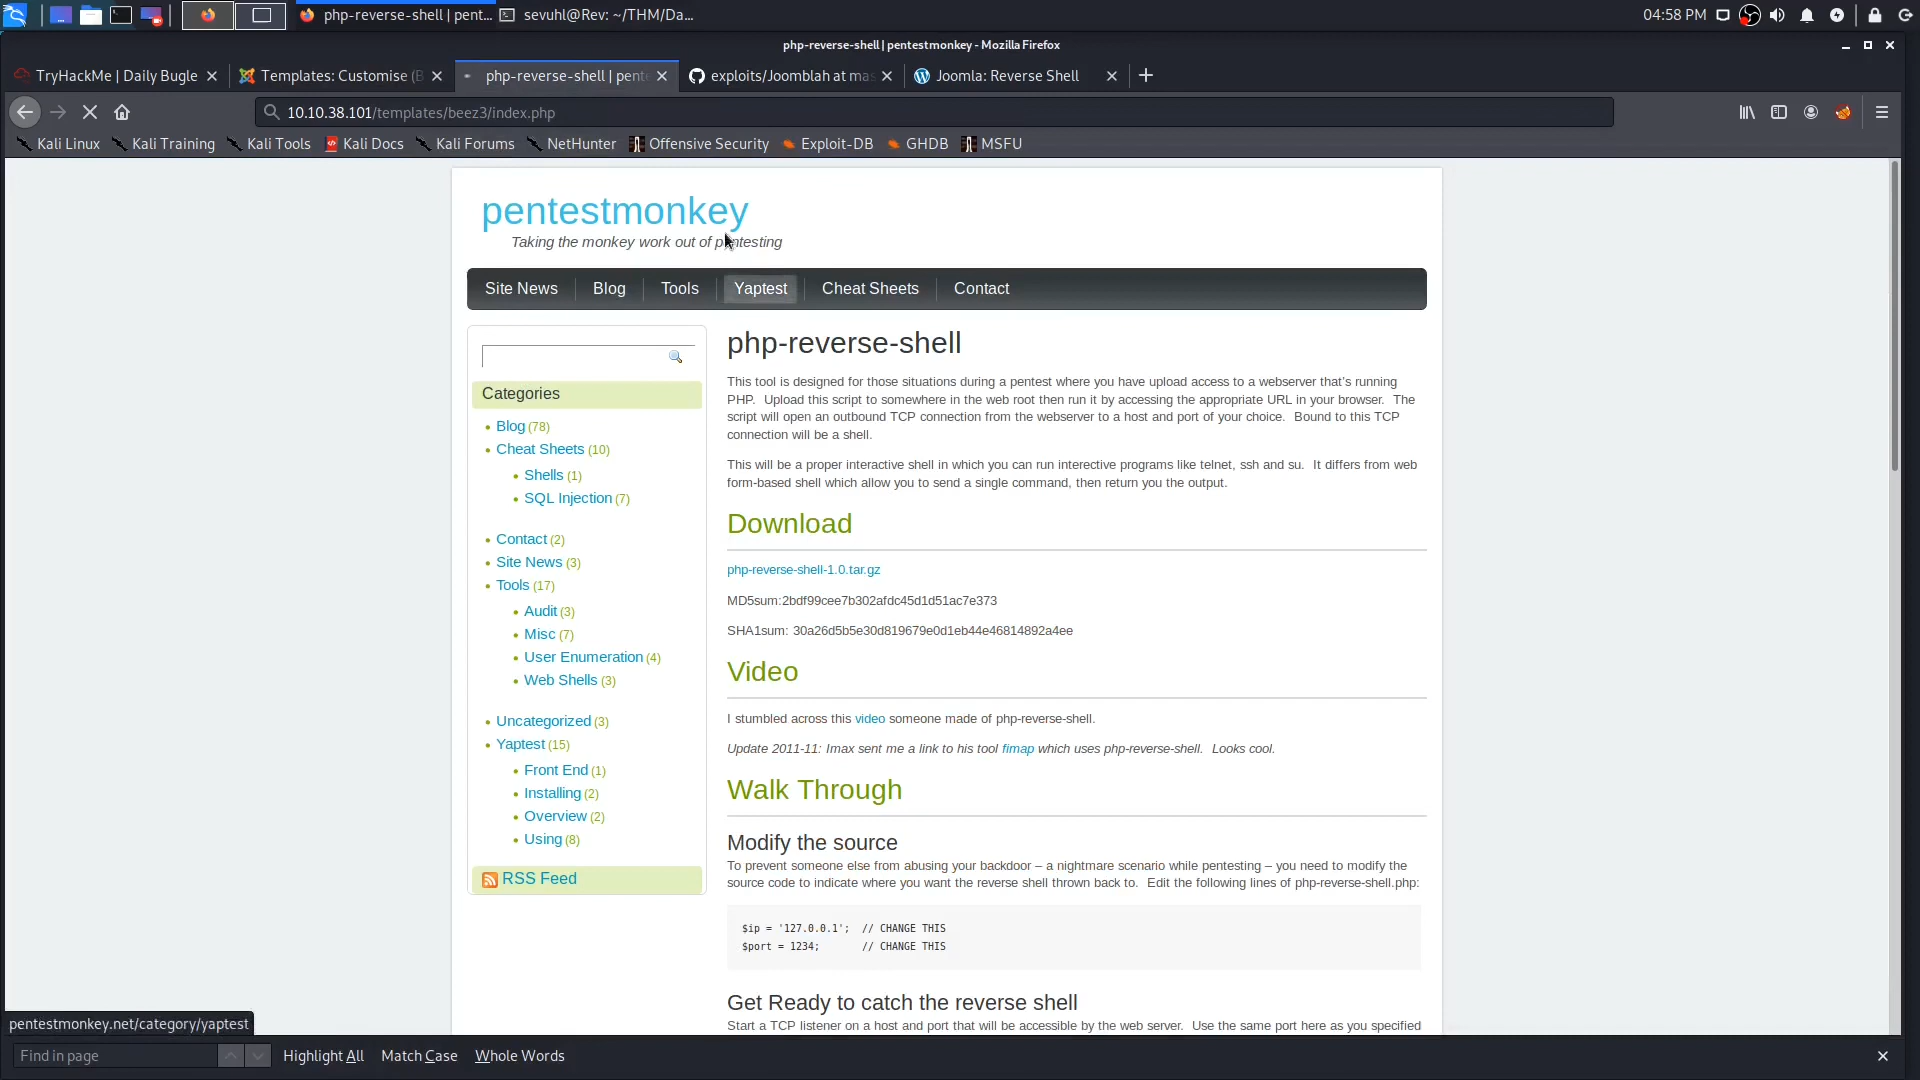 php-reverse-shell | pent...
sevuhl@Rev: ~/THM/Da...
04:58 PM
php-reverse-shell | pentestmonkey - Mozilla Firefox
TryHackMe | Daily Bugle
Templates: Customise (B
php-reverse-shell | pente
exploits/Joomblah at mas
Joomla: Reverse Shell
10.10.38.101/templates/beez3/index.php
Kali Linux
Kali Training
Kali Tools
Kali Docs
Kali Forums
NetHunter
Offensive Security
Exploit-DB
GHDB
MSFU
pentestmonkey
Taking the monkey work out of pentesting
Site News
Blog
Tools
Yaptest
Cheat Sheets
Contact
Categories
Blog (78)
Cheat Sheets (10)
Shells (1)
SQL Injection (7)
Contact (2)
Site News (3)
Tools (17)
Audit (3)
Misc (7)
User Enumeration (4)
Web Shells (3)
Uncategorized (3)
Yaptest (15)
Front End (1)
Installing (2)
Overview (2)
Using (8)
RSS Feed
php-reverse-shell
This tool is designed for those situations during a pentest where you have upload access to a webserver that's running
PHP.  Upload this script to somewhere in the web root then run it by accessing the appropriate URL in your browser.  The
script will open an outbound TCP connection from the webserver to a host and port of your choice.  Bound to this TCP
connection will be a shell.
This will be a proper interactive shell in which you can run interective programs like telnet, ssh and su.  It differs from web
form-based shell which allow you to send a single command, then return you the output.
Download
php-reverse-shell-1.0.tar.gz
MD5sum:2bdf99cee7b302afdc45d1d51ac7e373
SHA1sum: 30a26d5b5e30d819679e0d1eb44e46814892a4ee
Video
I stumbled across this video someone made of php-reverse-shell.
Update 2011-11: Imax sent me a link to his tool fimap which uses php-reverse-shell.  Looks cool.
Walk Through
Modify the source
To prevent someone else from abusing your backdoor – a nightmare scenario while pentesting – you need to modify the
source code to indicate where you want the reverse shell thrown back to.  Edit the following lines of php-reverse-shell.php:
$ip = '127.0.0.1';  // CHANGE THIS
$port = 1234;       // CHANGE THIS
Get Ready to catch the reverse shell
Start a TCP listener on a host and port that will be accessible by the web server.  Use the same port here as you specified
pentestmonkey.net/category/yaptest
Find in page
Highlight All
Match Case
Whole Words